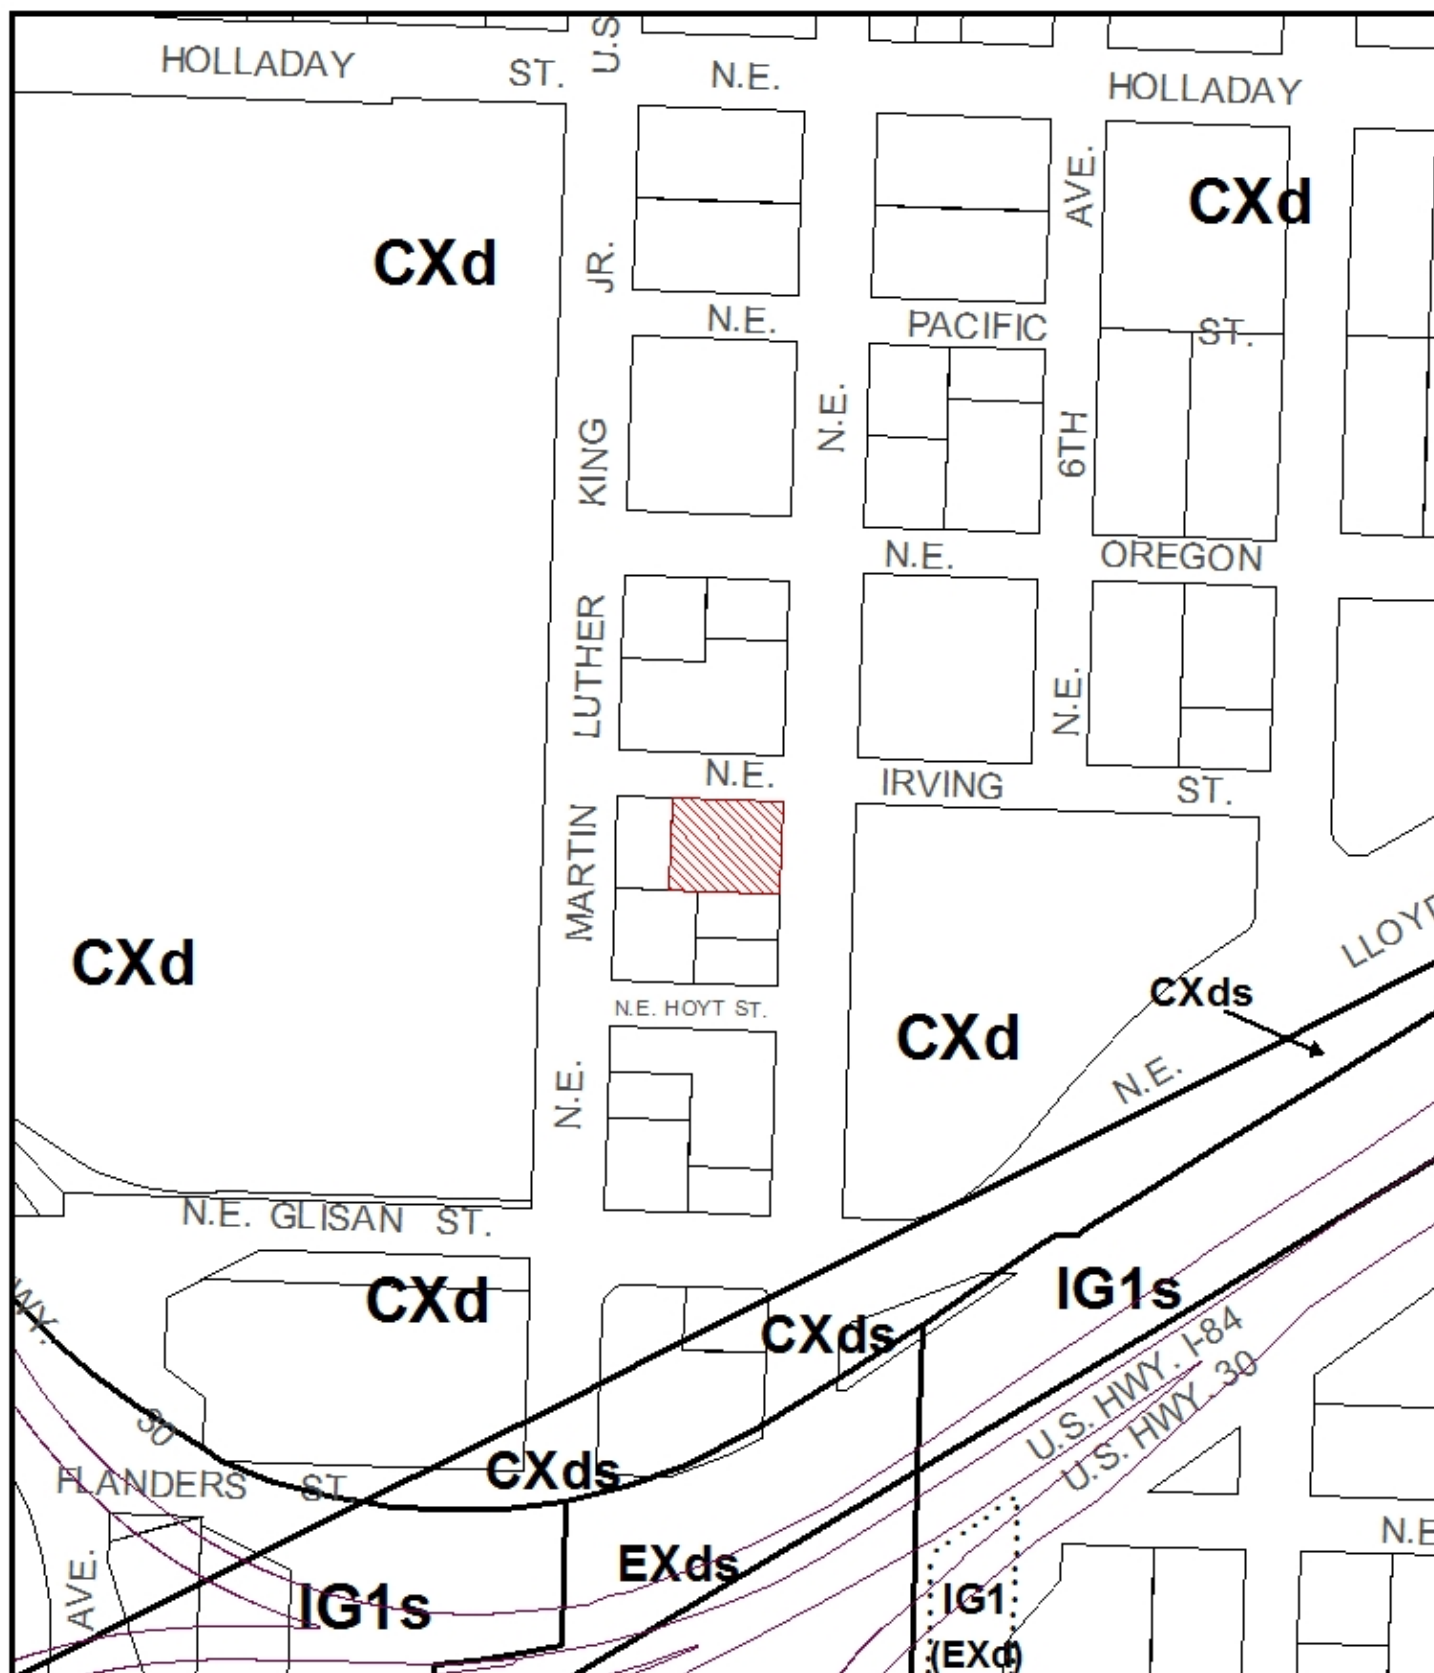 U.S
HOLLADAY ST. N.E. HOLLADAY
AVE.
CXd
CXd
JR.
N.E. PACIFIC ST.
N.E.
KING
6TH
N.E. OREGON
LUTHER
N.E.
N.E. IRVING ST.
MARTIN
LLOYD
CXd
CXds
N.E. HOYT ST.
CXd
N.E.
N.E.
N.E. GLISAN ST.
IG1s
CXd
WY.
CXds
U.S. HWY. I-84
U.S. HWY. 30
30
CXds
FLANDERS ST
N.E
EXds
AVE.
IG1s
IG1
(EXd)